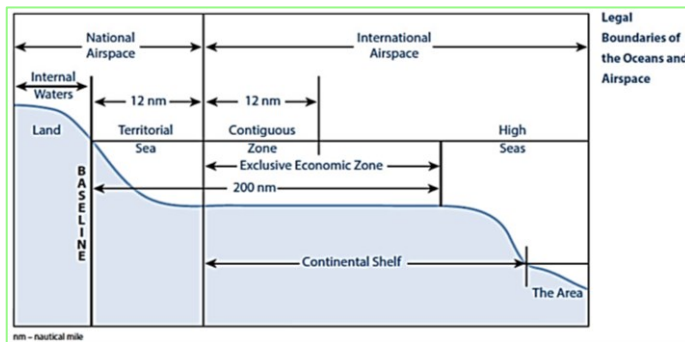 Legal
Boundaries of
the Oceans and
Airspace
National
Airspace
International
Airspace
Internal
Waters
12 nm
12 nm
Land
Territorial
Sea
Contiguous
Zone
High
Seas
Exclusive Economic Zone
200 nm
BASELINE
Continental Shelf
The Area
nm – nautical mile